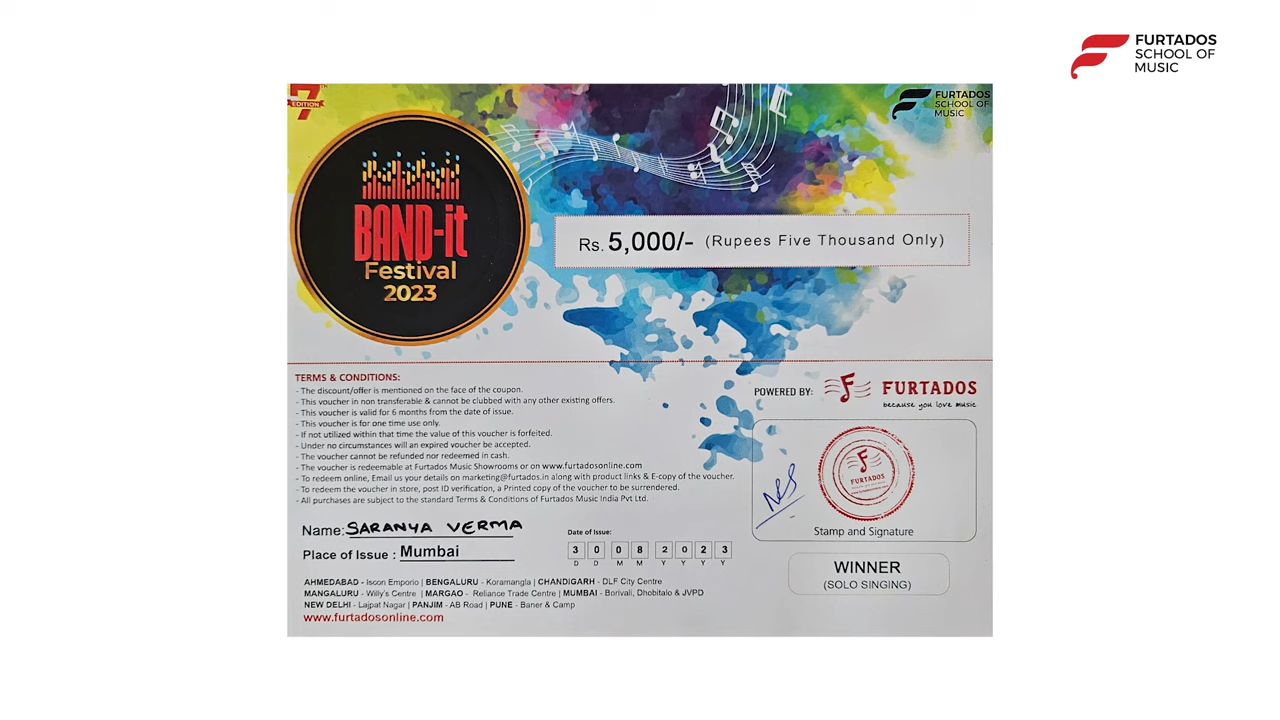 FURTADOS
SCHOOL OF
MUSIC
7TH
EDITION
FURTADOS
SCHOOL OF
MUSIC
BAND-it
Festival
2023
Rs. 5,000/- (Rupees Five Thousand Only)
TERMS & CONDITIONS:
- The discount/offer is mentioned on the face of the coupon.
- This voucher in non transferable & cannot be clubbed with any other existing offers.
- This voucher is valid for 6 months from the date of issue.
- This voucher is for one time use only.
- If not utilized within that time the value of this voucher is forfeited.
- Under no circumstances will an expired voucher be accepted.
- The voucher cannot be refunded nor redeemed in cash.
- The voucher is redeemable at Furtados Music Showrooms or on www.furtadosonline.com
- To redeem online, Email us your details on marketing@furtados.in along with product links & E-copy of the voucher.
- To redeem the voucher in store, post ID verification, a Printed copy of the voucher to be surrendered.
- All purchases are subject to the standard Terms & Conditions of Furtados Music India Pvt Ltd.
POWERED BY: FURTADOS
because you love music
FURTADOS
Stamp and Signature
Name: SARANYA VERMA
Place of Issue : Mumbai
Date of Issue:
3 0 0 8 2 0 2 3
D D M M Y Y Y Y
WINNER
(SOLO SINGING)
AHMEDABAD - Iscon Emporio | BENGALURU - Koramangla | CHANDIGARH - DLF City Centre
MANGALURU - Willy's Centre | MARGAO - Reliance Trade Centre | MUMBAI - Borivali, Dhobitalo & JVPD
NEW DELHI - Lajpat Nagar | PANJIM - AB Road | PUNE - Baner & Camp
www.furtadosonline.com